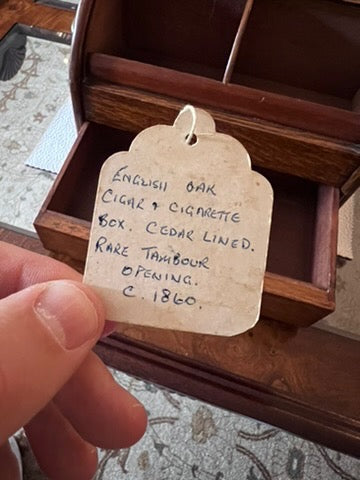 ENGLISH OAK
CIGAR & CIGARETTE
BOX. CEDAR LINED.
RARE TAMBOUR
OPENING.
C. 1860.